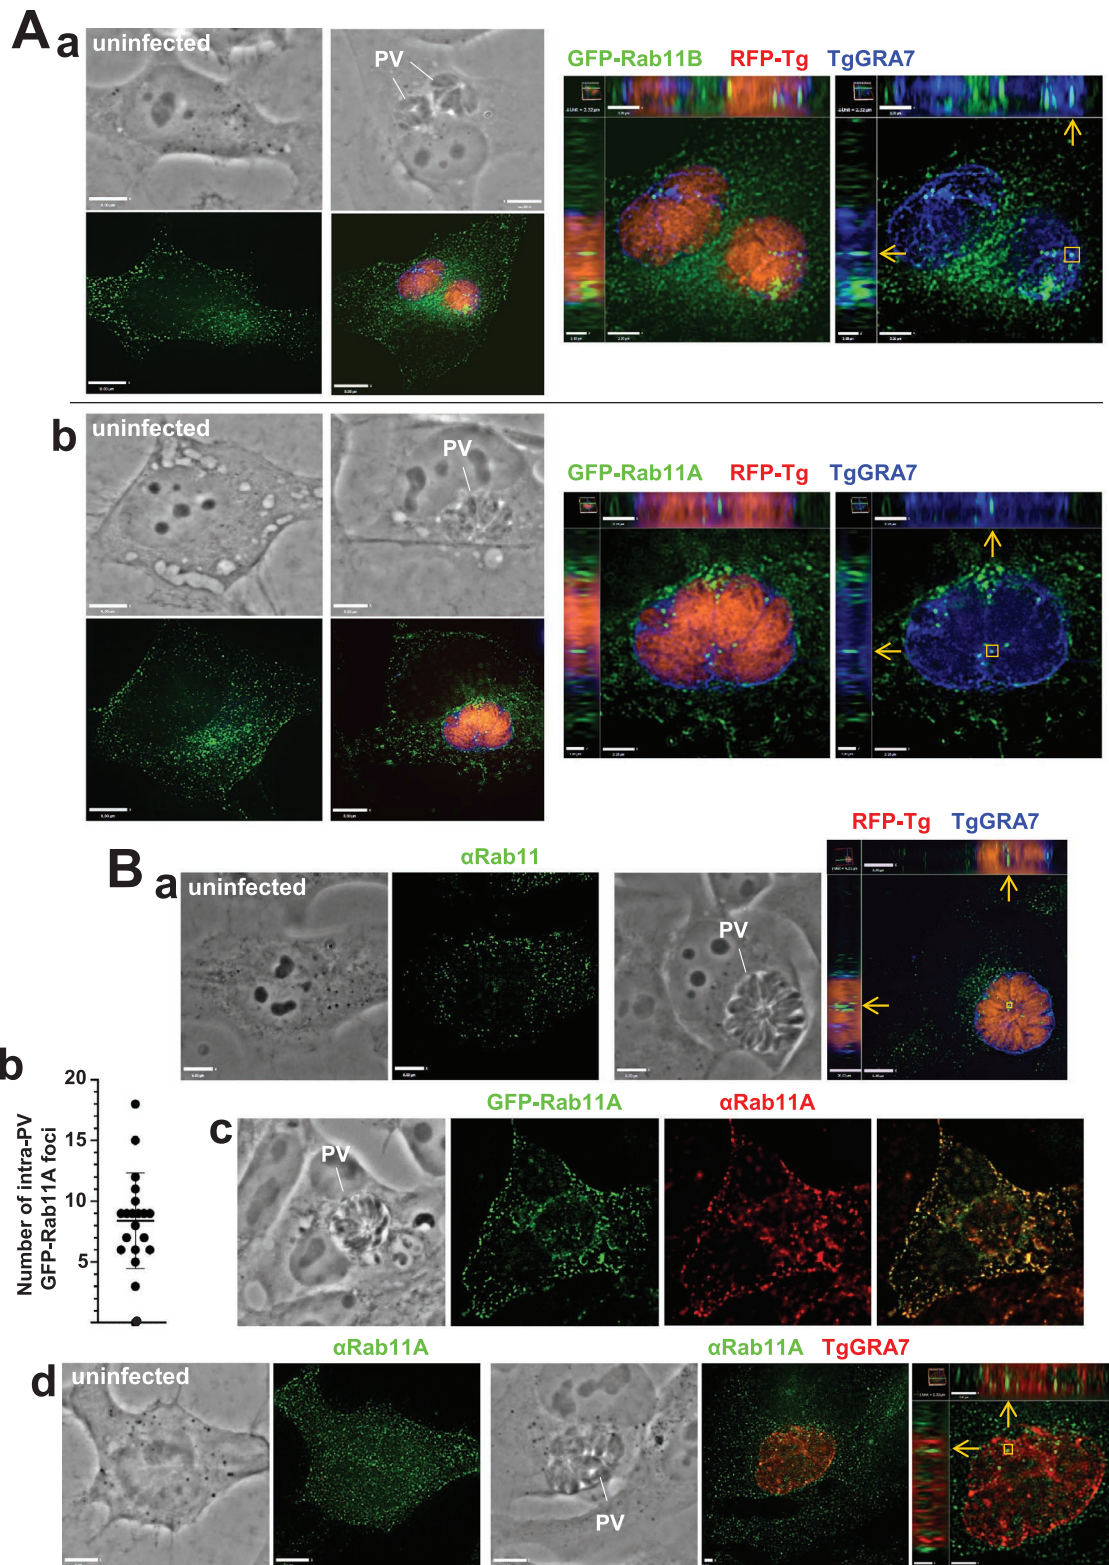 A
a
uninfected
PV
GFP-Rab11B RFP-Tg TgGRA7
b
uninfected
PV
GFP-Rab11A RFP-Tg TgGRA7
RFP-Tg TgGRA7
B
αRab11
a
uninfected
PV
b
20
15
10
5
Number of intra-PV
GFP-Rab11A foci
GFP-Rab11A αRab11A
c
PV
αRab11A αRab11A TgGRA7
d
uninfected
PV